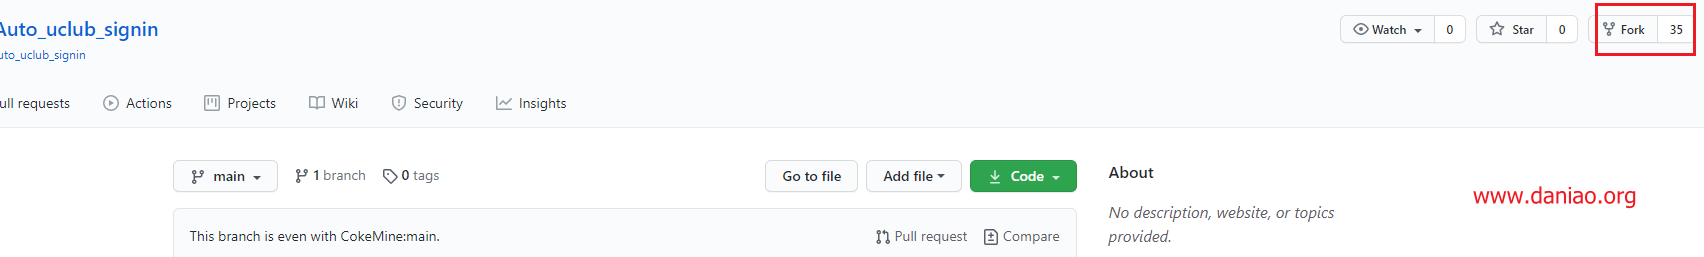 Auto_uclub_signin
Watch 0 Star 0 Fork 35
uto_uclub_signin
ull requests Actions Projects Wiki Security Insights
main 1 branch 0 tags Go to file Add file Code About
www.daniao.org
No description, website, or topics
provided.
This branch is even with CokeMine:main. Pull request Compare